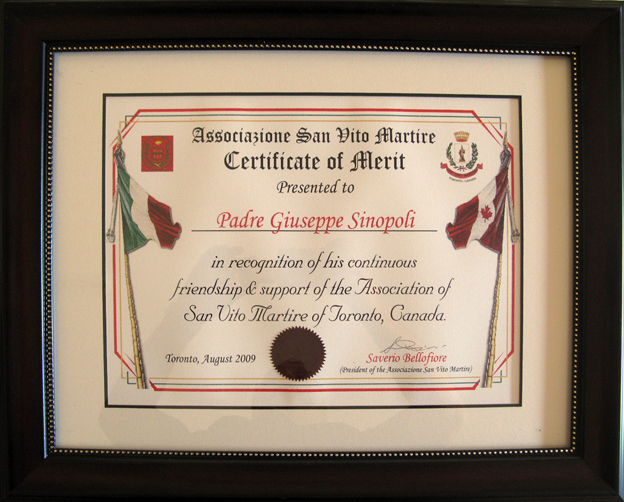 Associazione San Vito Martire
Certificate of Merit
Presented to
Padre Giuseppe Sinopoli
in recognition of his continuous
friendship & support of the Association of
San Vito Martire of Toronto, Canada.
Toronto, August 2009
Saverio Bellofiore
(President of the Associazione San Vito Martire)